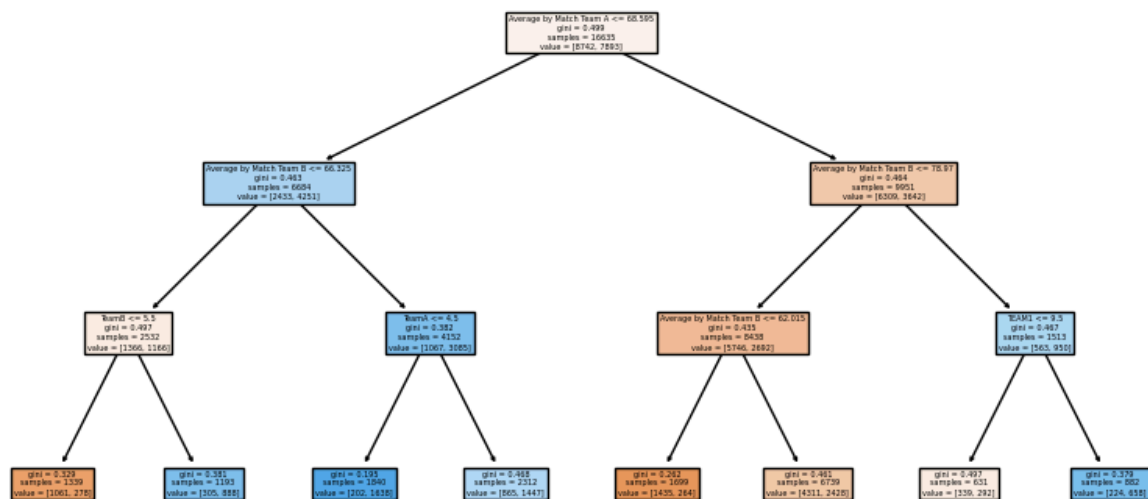 Average by Match Team A <= 68.595
gini = 0.499
samples = 16635
value = [8742, 7893]
Average by Match Team B <= 66.325
gini = 0.463
samples = 6684
value = [2433, 4251]
Average by Match Team B <= 78.97
gini = 0.464
samples = 9951
value = [6309, 3642]
TeamB <= 5.5
gini = 0.497
samples = 2532
value = [1366, 1166]
TeamA <= 4.5
gini = 0.382
samples = 4152
value = [1067, 3085]
Average by Match Team B <= 62.015
gini = 0.435
samples = 8438
value = [5746, 2692]
TEAM1 <= 9.5
gini = 0.467
samples = 1513
value = [563, 950]
gini = 0.329
samples = 1339
value = [1061, 278]
gini = 0.381
samples = 1193
value = [305, 888]
gini = 0.195
samples = 1840
value = [202, 1638]
gini = 0.468
samples = 2312
value = [865, 1447]
gini = 0.262
samples = 1699
value = [1435, 264]
gini = 0.461
samples = 6739
value = [4311, 2428]
gini = 0.497
samples = 631
value = [339, 292]
gini = 0.379
samples = 882
value = [224, 658]